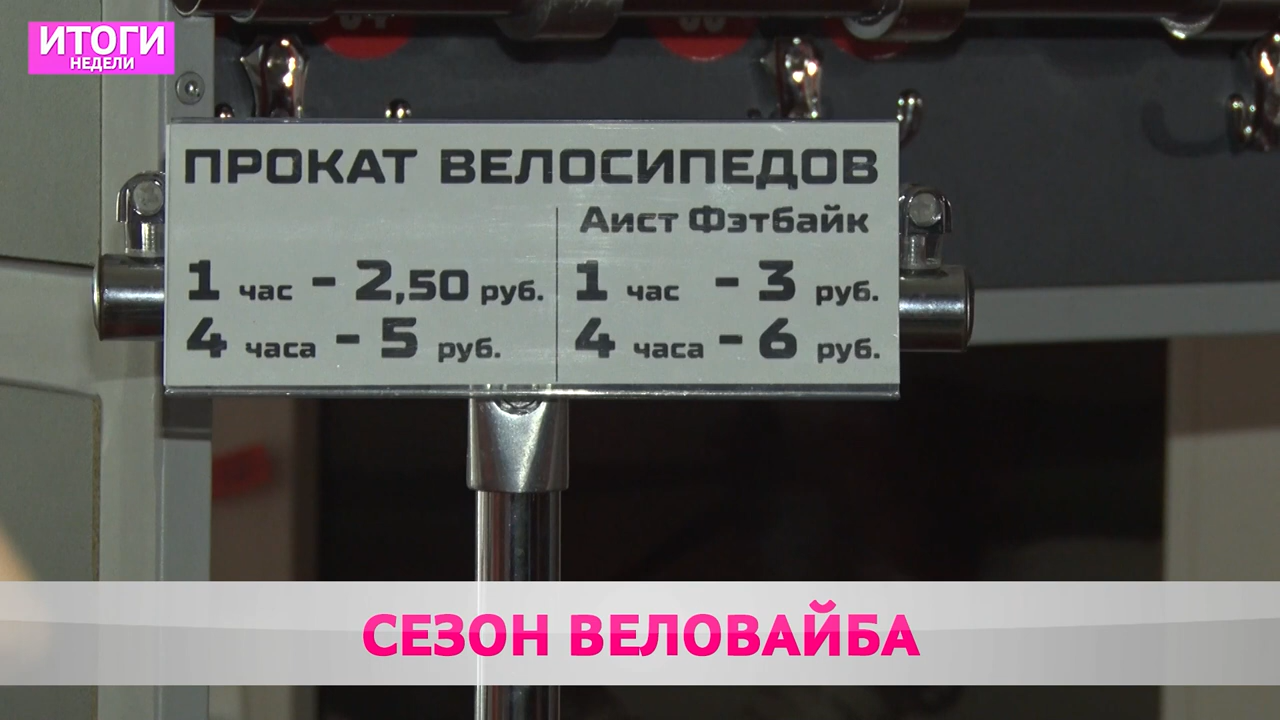 ИТОГИ
НЕДЕЛИ
ПРОКАТ ВЕЛОСИПЕДОВ
Аист Фэтбайк
1 час - 2,50 руб. 1 час - 3 руб.
4 часа - 5 руб. 4 часа - 6 руб.
СЕЗОН ВЕЛОВАЙБА